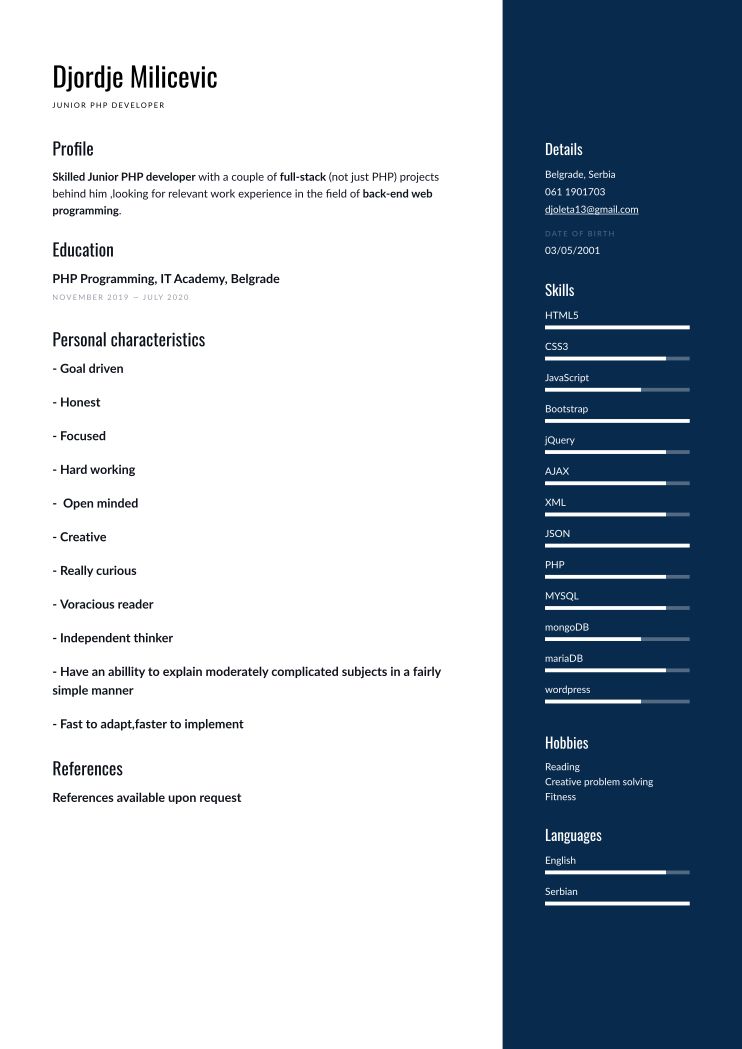 Djordje Milicevic
JUNIOR PHP DEVELOPER
Profile
Skilled Junior PHP developer with a couple of full-stack (not just PHP) projects
behind him ,looking for relevant work experience in the field of back-end web
programming.
Education
PHP Programming, IT Academy, Belgrade
NOVEMBER 2019 — JULY 2020
Personal characteristics
- Goal driven
- Honest
- Focused
- Hard working
-  Open minded
- Creative
- Really curious
- Voracious reader
- Independent thinker
- Have an abillity to explain moderately complicated subjects in a fairly
simple manner
- Fast to adapt,faster to implement
References
References available upon request
Details
Belgrade, Serbia
061 1901703
djoleta13@gmail.com
DATE OF BIRTH
03/05/2001
Skills
HTML5
CSS3
JavaScript
Bootstrap
jQuery
AJAX
XML
JSON
PHP
MYSQL
mongoDB
mariaDB
wordpress
Hobbies
Reading
Creative problem solving
Fitness
Languages
English
Serbian